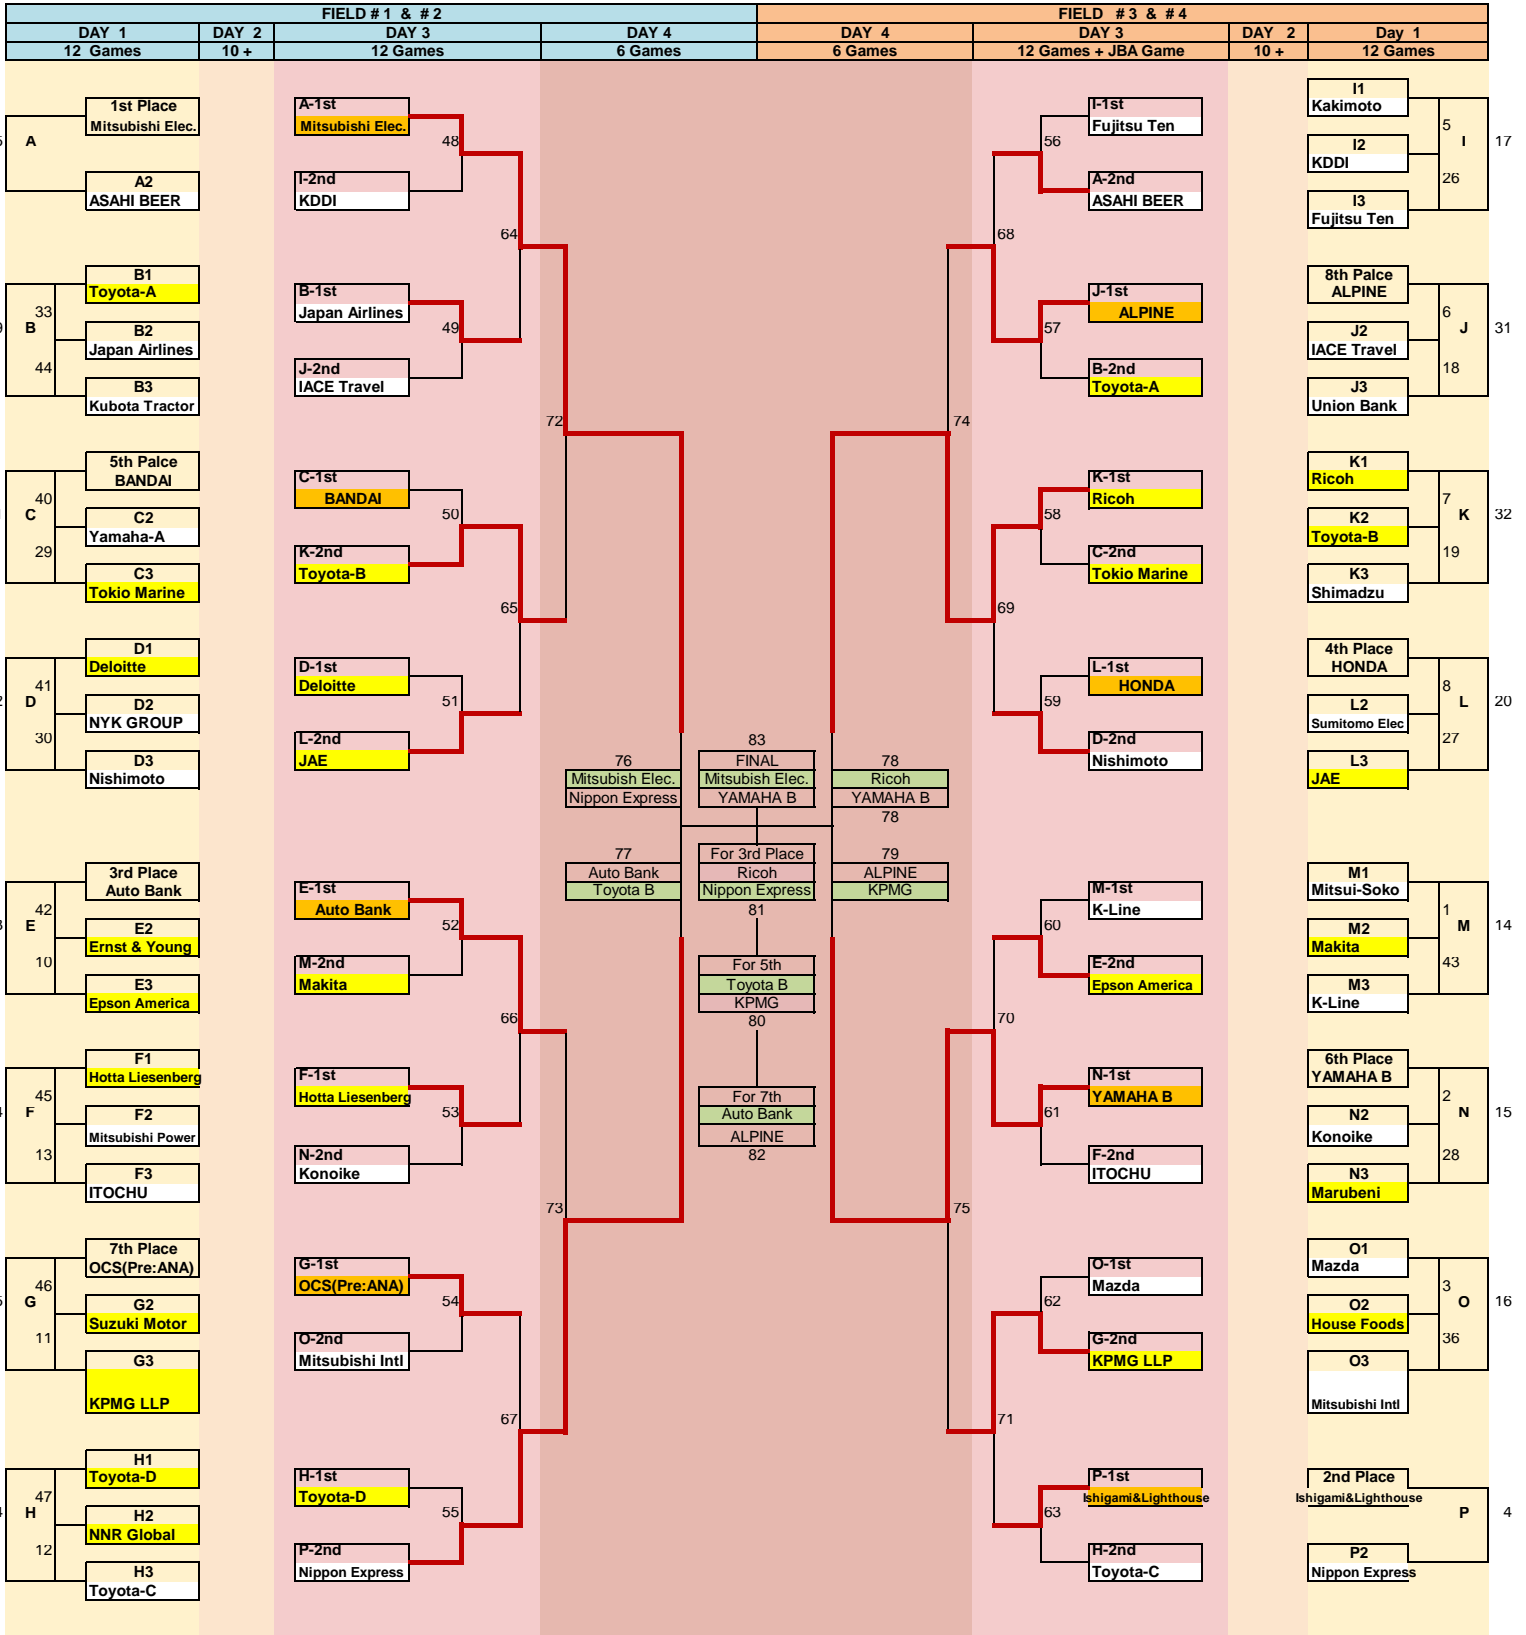 FIELD # 1 & # 2
FIELD # 3 & # 4
DAY 1
DAY 2
DAY 3
DAY 4
DAY 4
DAY 3
DAY 2
Day 1
12 Games
10 +
12 Games
6 Games
6 Games
12 Games + JBA Game
10 +
12 Games
1st Place
Mitsubishi Elec.
A
A2
ASAHI BEER
B1
Toyota-A
33
B
B2
Japan Airlines
44
B3
Kubota Tractor
5th Palce
BANDAI
40
C
C2
Yamaha-A
29
C3
Tokio Marine
D1
Deloitte
41
D
D2
NYK GROUP
30
D3
Nishimoto
3rd Place
Auto Bank
42
E
E2
Ernst & Young
10
E3
Epson America
F1
Hotta Liesenberg
45
F
F2
Mitsubishi Power
13
F3
ITOCHU
7th Place
OCS(Pre:ANA)
46
G
G2
Suzuki Motor
11
G3
KPMG LLP
H1
Toyota-D
47
H
H2
NNR Global
12
H3
Toyota-C
A-1st
Mitsubishi Elec.
48
I-2nd
KDDI
64
B-1st
Japan Airlines
49
J-2nd
IACE Travel
72
C-1st
BANDAI
50
K-2nd
Toyota-B
65
D-1st
Deloitte
51
L-2nd
JAE
E-1st
Auto Bank
52
M-2nd
Makita
66
F-1st
Hotta Liesenberg
53
N-2nd
Konoike
73
G-1st
OCS(Pre:ANA)
54
O-2nd
Mitsubishi Intl
67
H-1st
Toyota-D
55
P-2nd
Nippon Express
76
Mitsubish Elec.
Nippon Express
77
Auto Bank
Toyota B
83
FINAL
Mitsubish Elec.
YAMAHA B
For 3rd Place
Ricoh
Nippon Express
81
For 5th
Toyota B
KPMG
80
For 7th
Auto Bank
ALPINE
82
78
Ricoh
YAMAHA B
78
79
ALPINE
KPMG
I-1st
Fujitsu Ten
56
A-2nd
ASAHI BEER
68
J-1st
ALPINE
57
B-2nd
Toyota-A
74
K-1st
Ricoh
58
C-2nd
Tokio Marine
69
L-1st
HONDA
59
D-2nd
Nishimoto
M-1st
K-Line
60
E-2nd
Epson America
70
N-1st
YAMAHA B
61
F-2nd
ITOCHU
75
O-1st
Mazda
62
G-2nd
KPMG LLP
71
P-1st
Ishigami&Lighthouse
63
H-2nd
Toyota-C
I1
Kakimoto
5
I
17
I2
KDDI
26
I3
Fujitsu Ten
8th Palce
ALPINE
6
J
31
J2
IACE Travel
18
J3
Union Bank
K1
Ricoh
7
K
32
K2
Toyota-B
19
K3
Shimadzu
4th Place
HONDA
8
L
20
L2
Sumitomo Elec
27
L3
JAE
M1
Mitsui-Soko
1
M
14
M2
Makita
43
M3
K-Line
6th Place
YAMAHA B
2
N
15
N2
Konoike
28
N3
Marubeni
O1
Mazda
3
O
16
O2
House Foods
36
O3
Mitsubishi Intl
2nd Place
Ishigami&Lighthouse
P
4
P2
Nippon Express